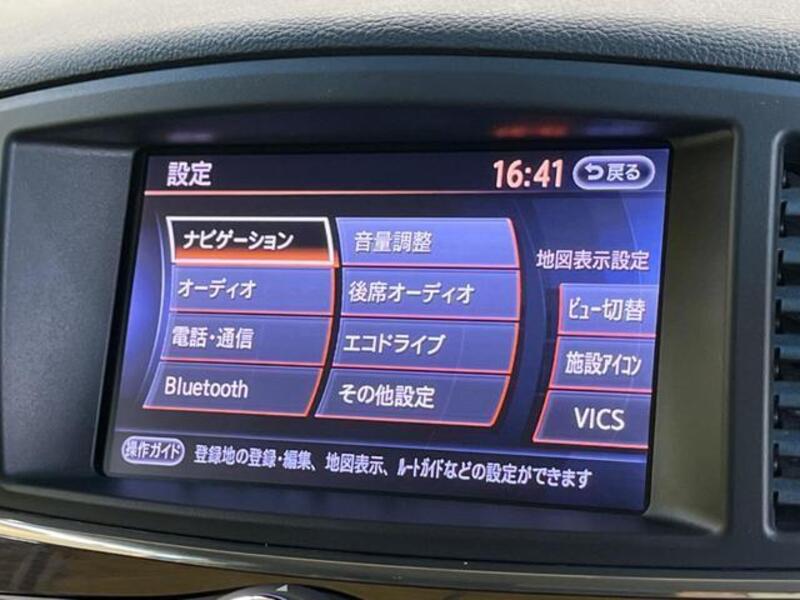 設定
16:41
戻る
ナビゲーション
音量調整
地図表示設定
オーディオ
後席オーディオ
ビュー切替
電話・通信
エコドライブ
施設アイコン
Bluetooth
その他設定
VICS
操作ガイド
登録地の登録・編集、地図表示、ルートガイドなどの設定ができます